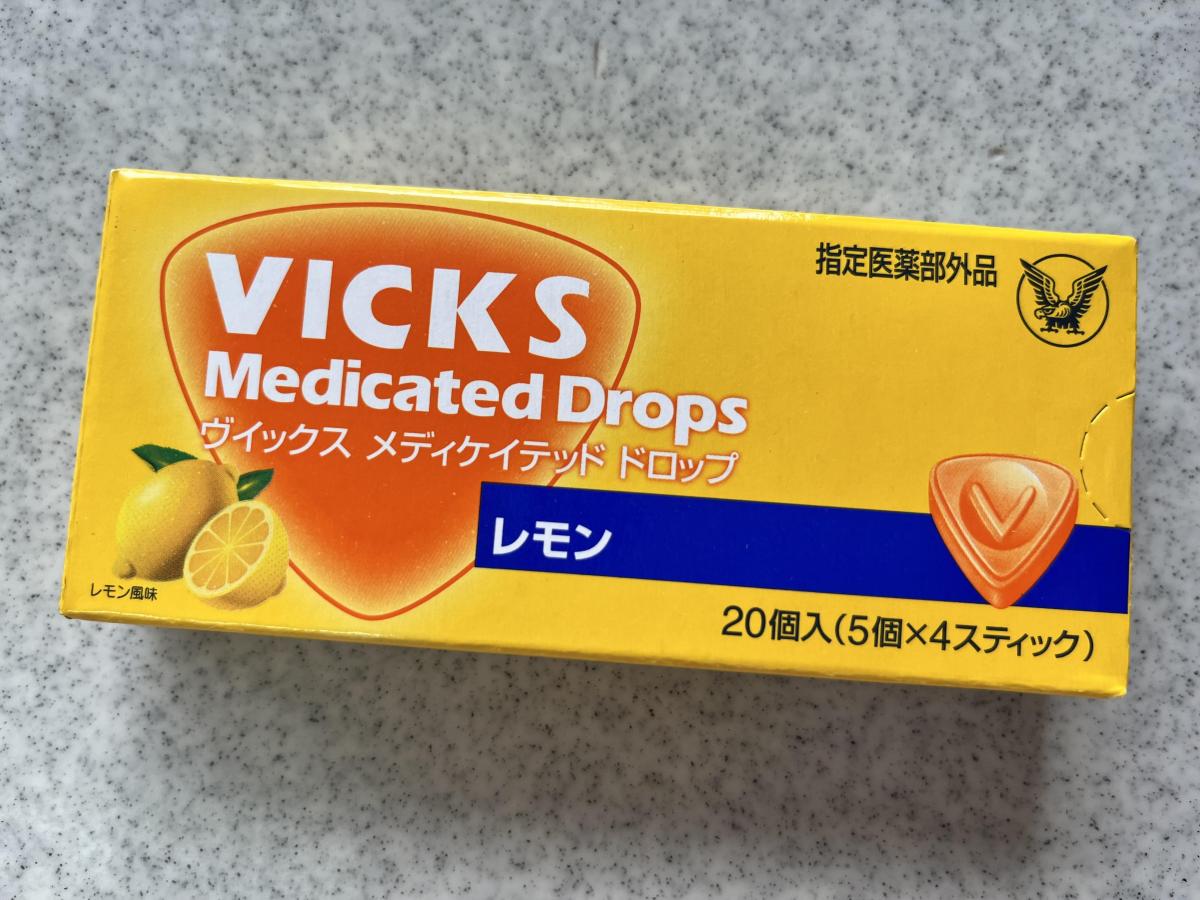 指定医薬部外品
VICKS
Medicated Drops
ヴイックス メディケイテッド ドロップ
レモン
V
レモン風味
20個入(5個×4スティック)